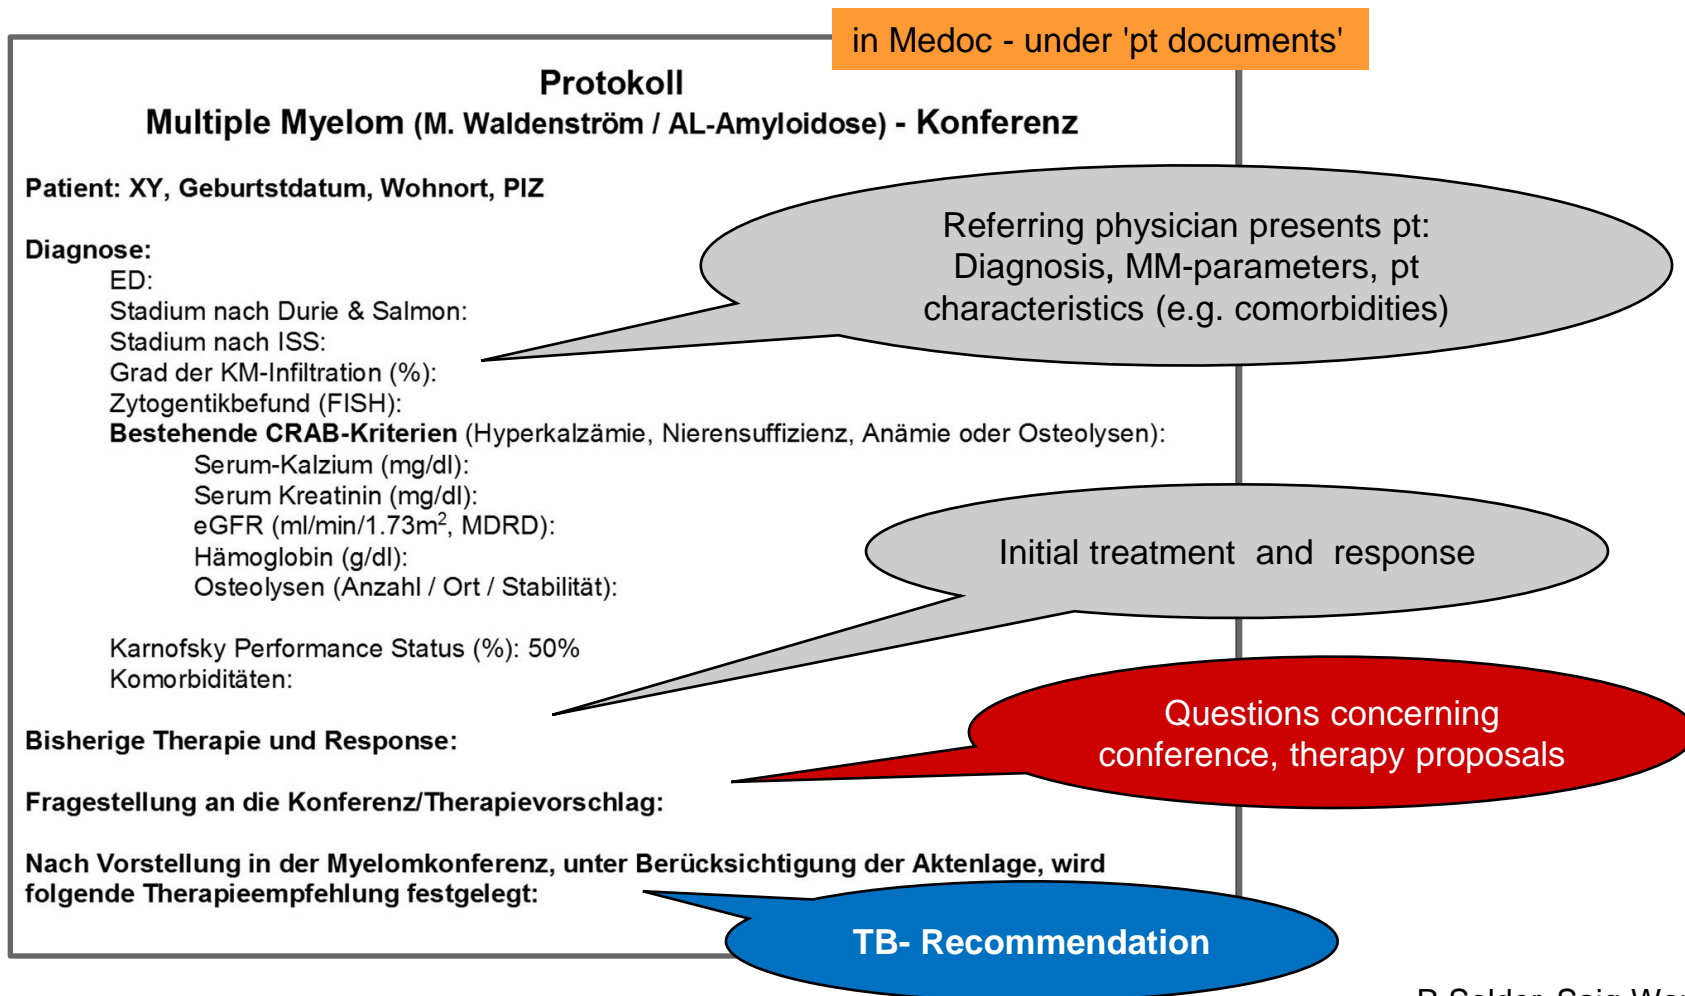 in Medoc - under 'pt documents'
Protokoll
Multiple Myelom (M. Waldenström / AL-Amyloidose) - Konferenz
Patient: XY, Geburtstdatum, Wohnort, PIZ
Referring physician presents pt:
Diagnosis, MM-parameters, pt
characteristics (e.g. comorbidities)
Diagnose:
ED:
Stadium nach Durie & Salmon:
Stadium nach ISS:
Grad der KM-Infiltration (%):
Zytogentikbefund (FISH):
Bestehende CRAB-Kriterien (Hyperkalzämie, Nierensuffizienz, Anämie oder Osteolysen):
Serum-Kalzium (mg/dl):
Serum Kreatinin (mg/dl):
eGFR (ml/min/1.73m², MDRD):
Hämoglobin (g/dl):
Osteolysen (Anzahl / Ort / Stabilität):
Initial treatment and response
Karnofsky Performance Status (%): 50%
Komorbiditäten:
Bisherige Therapie und Response:
Questions concerning
conference, therapy proposals
Fragestellung an die Konferenz/Therapievorschlag:
Nach Vorstellung in der Myelomkonferenz, unter Berücksichtigung der Aktenlage, wird
folgende Therapieempfehlung festgelegt:
TB- Recommendation